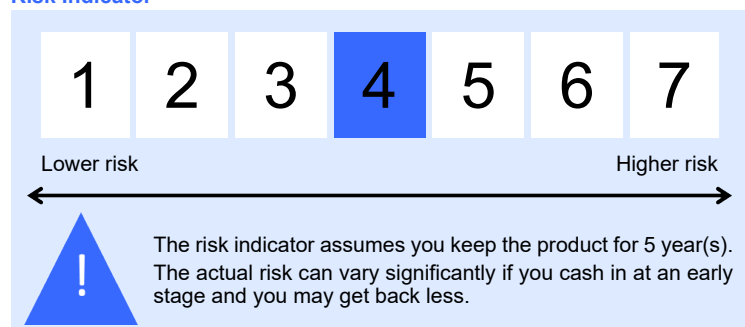 Risk Indicator
1 2 3 4 5 6 7
Lower risk Higher risk
! The risk indicator assumes you keep the product for 5 year(s).
The actual risk can vary significantly if you cash in at an early
stage and you may get back less.